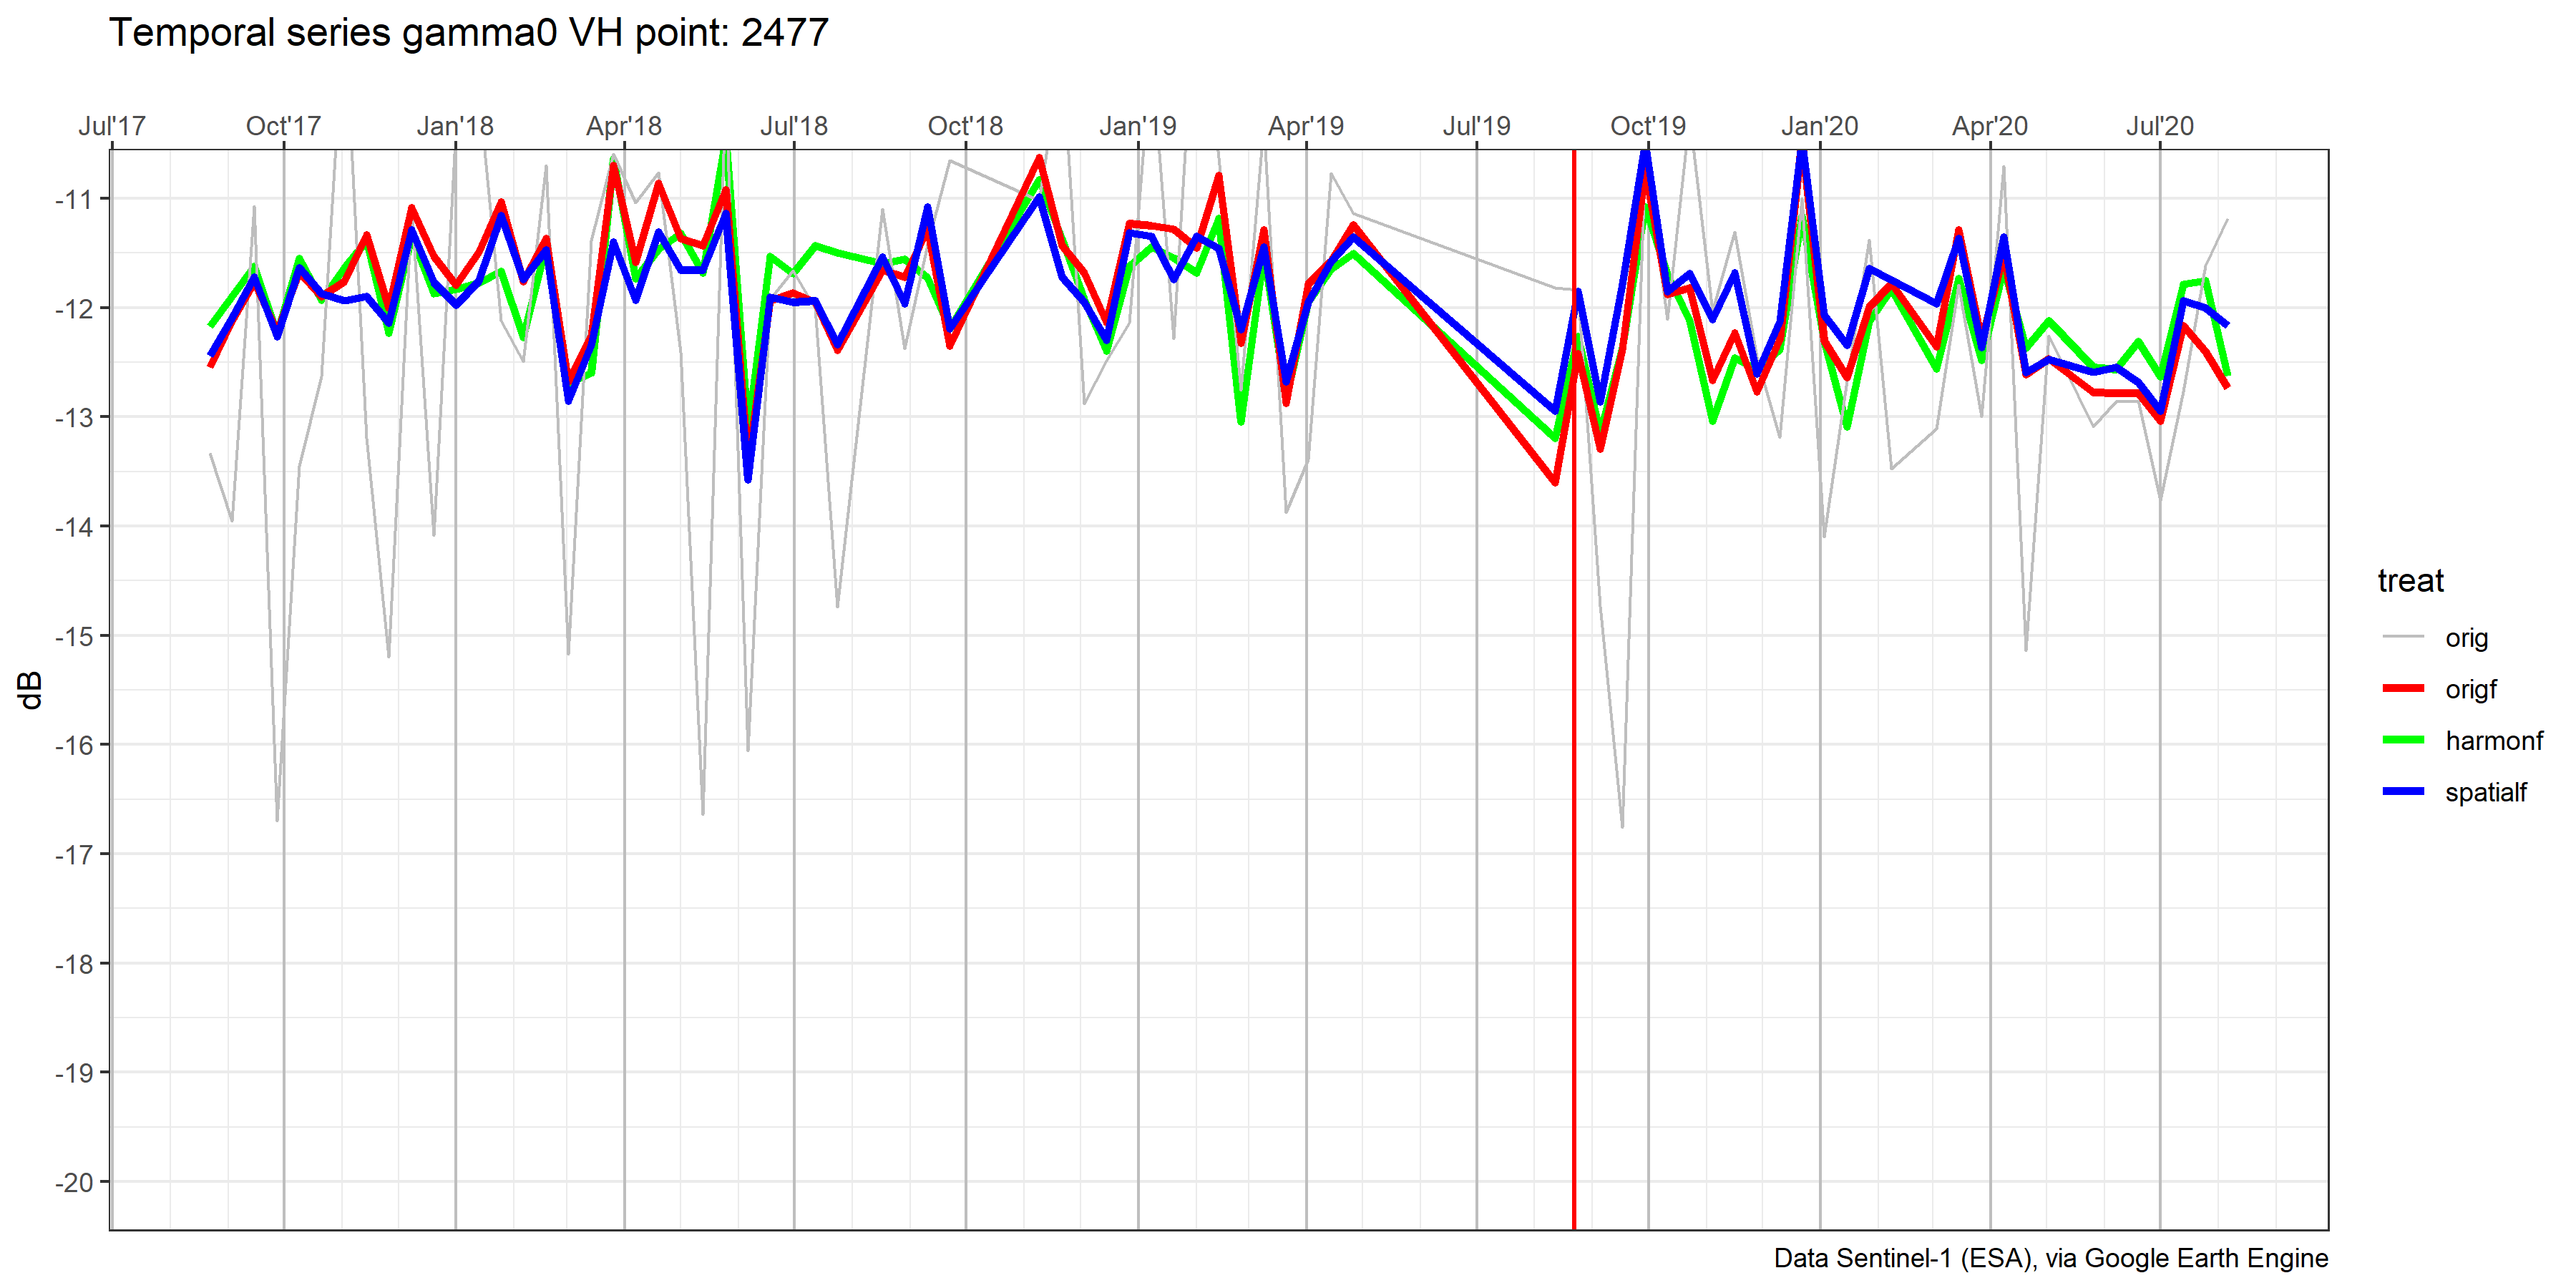 Temporal series gamma0 VH point: 2477
Jul'17 Oct'17 Jan'18 Apr'18 Jul'18 Oct'18 Jan'19 Apr'19 Jul'19 Oct'19 Jan'20 Apr'20 Jul'20
-11
-12
-13
-14
-15
-16
-17
-18
-19
-20
dB
treat
orig
origf
harmonf
spatialf
Data Sentinel-1 (ESA), via Google Earth Engine